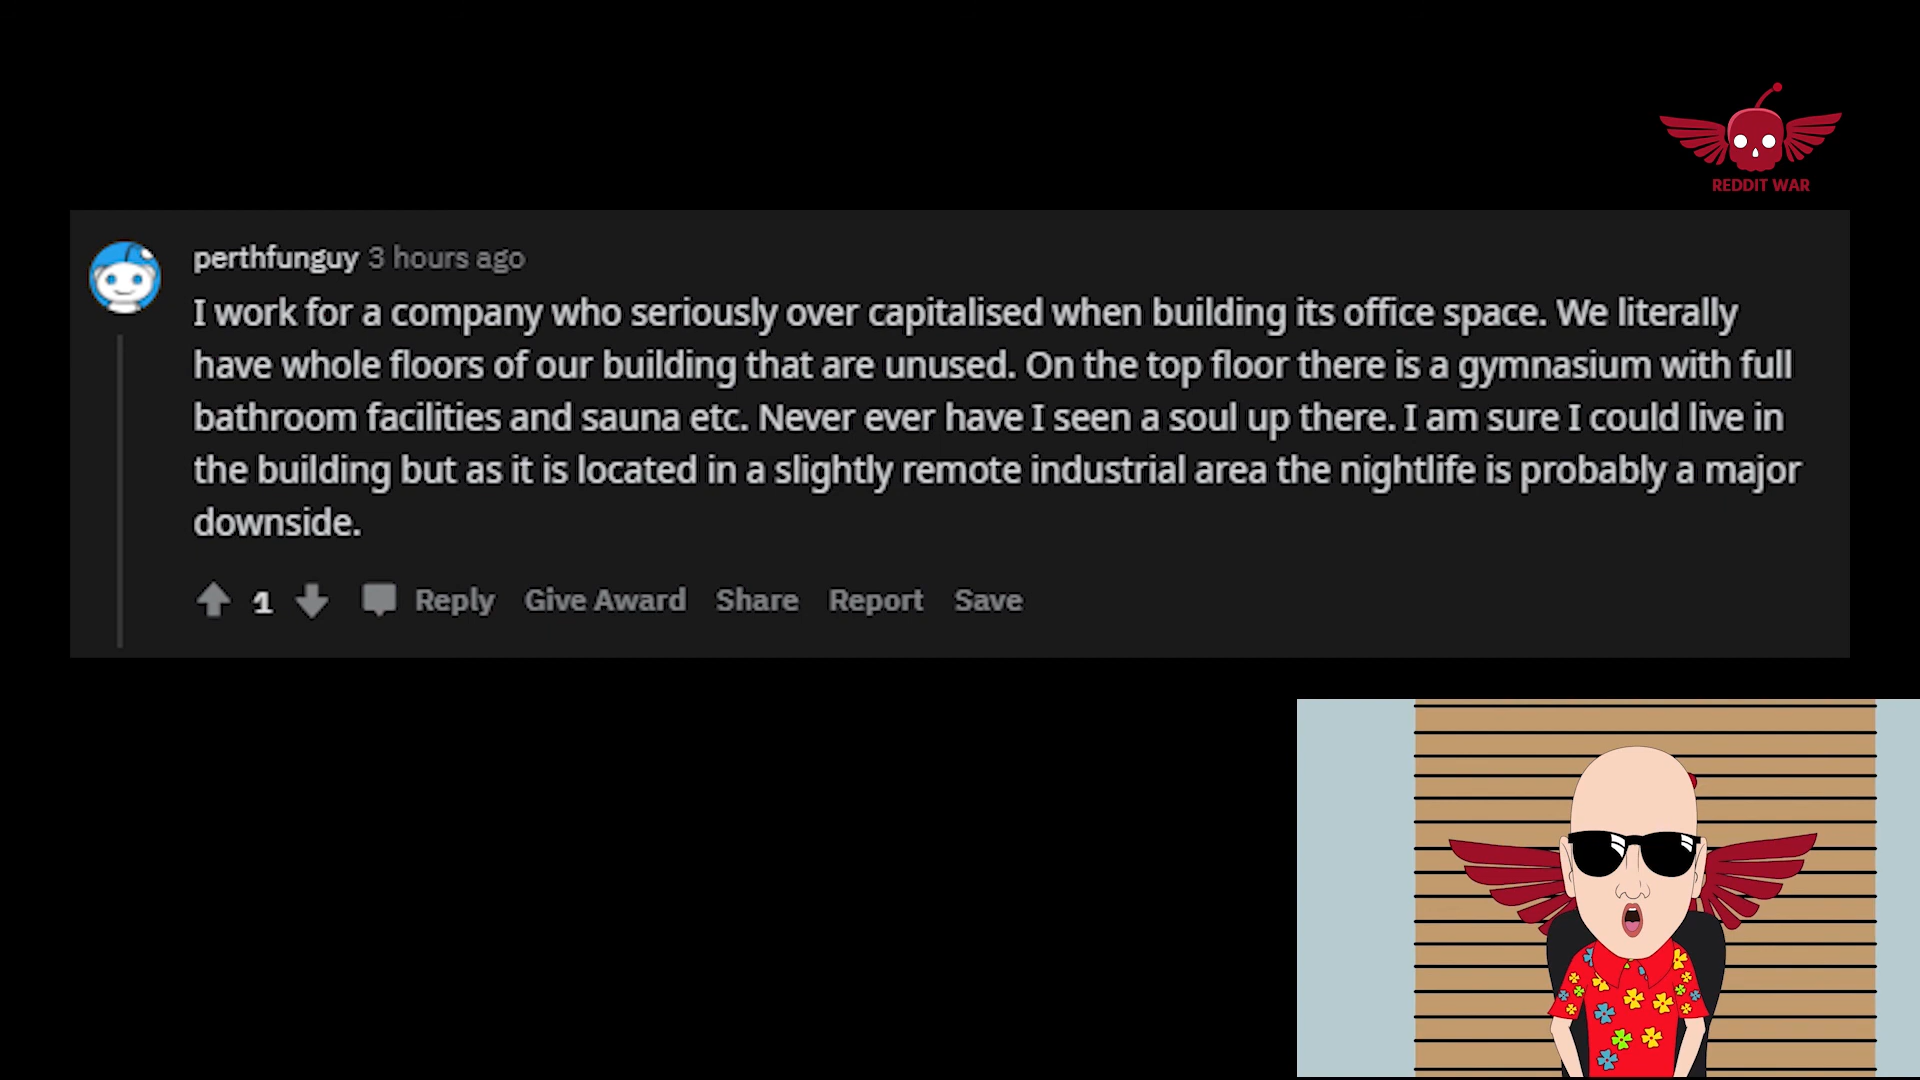 REDDIT WAR
perthfunguy 3 hours ago
I work for a company who seriously over capitalised when building its office space. We literally
have whole floors of our building that are unused. On the top floor there is a gymnasium with full
bathroom facilities and sauna etc. Never ever have I seen a soul up there. I am sure I could live in
the building but as it is located in a slightly remote industrial area the nightlife is probably a major
downside.
1 Reply Give Award Share Report Save